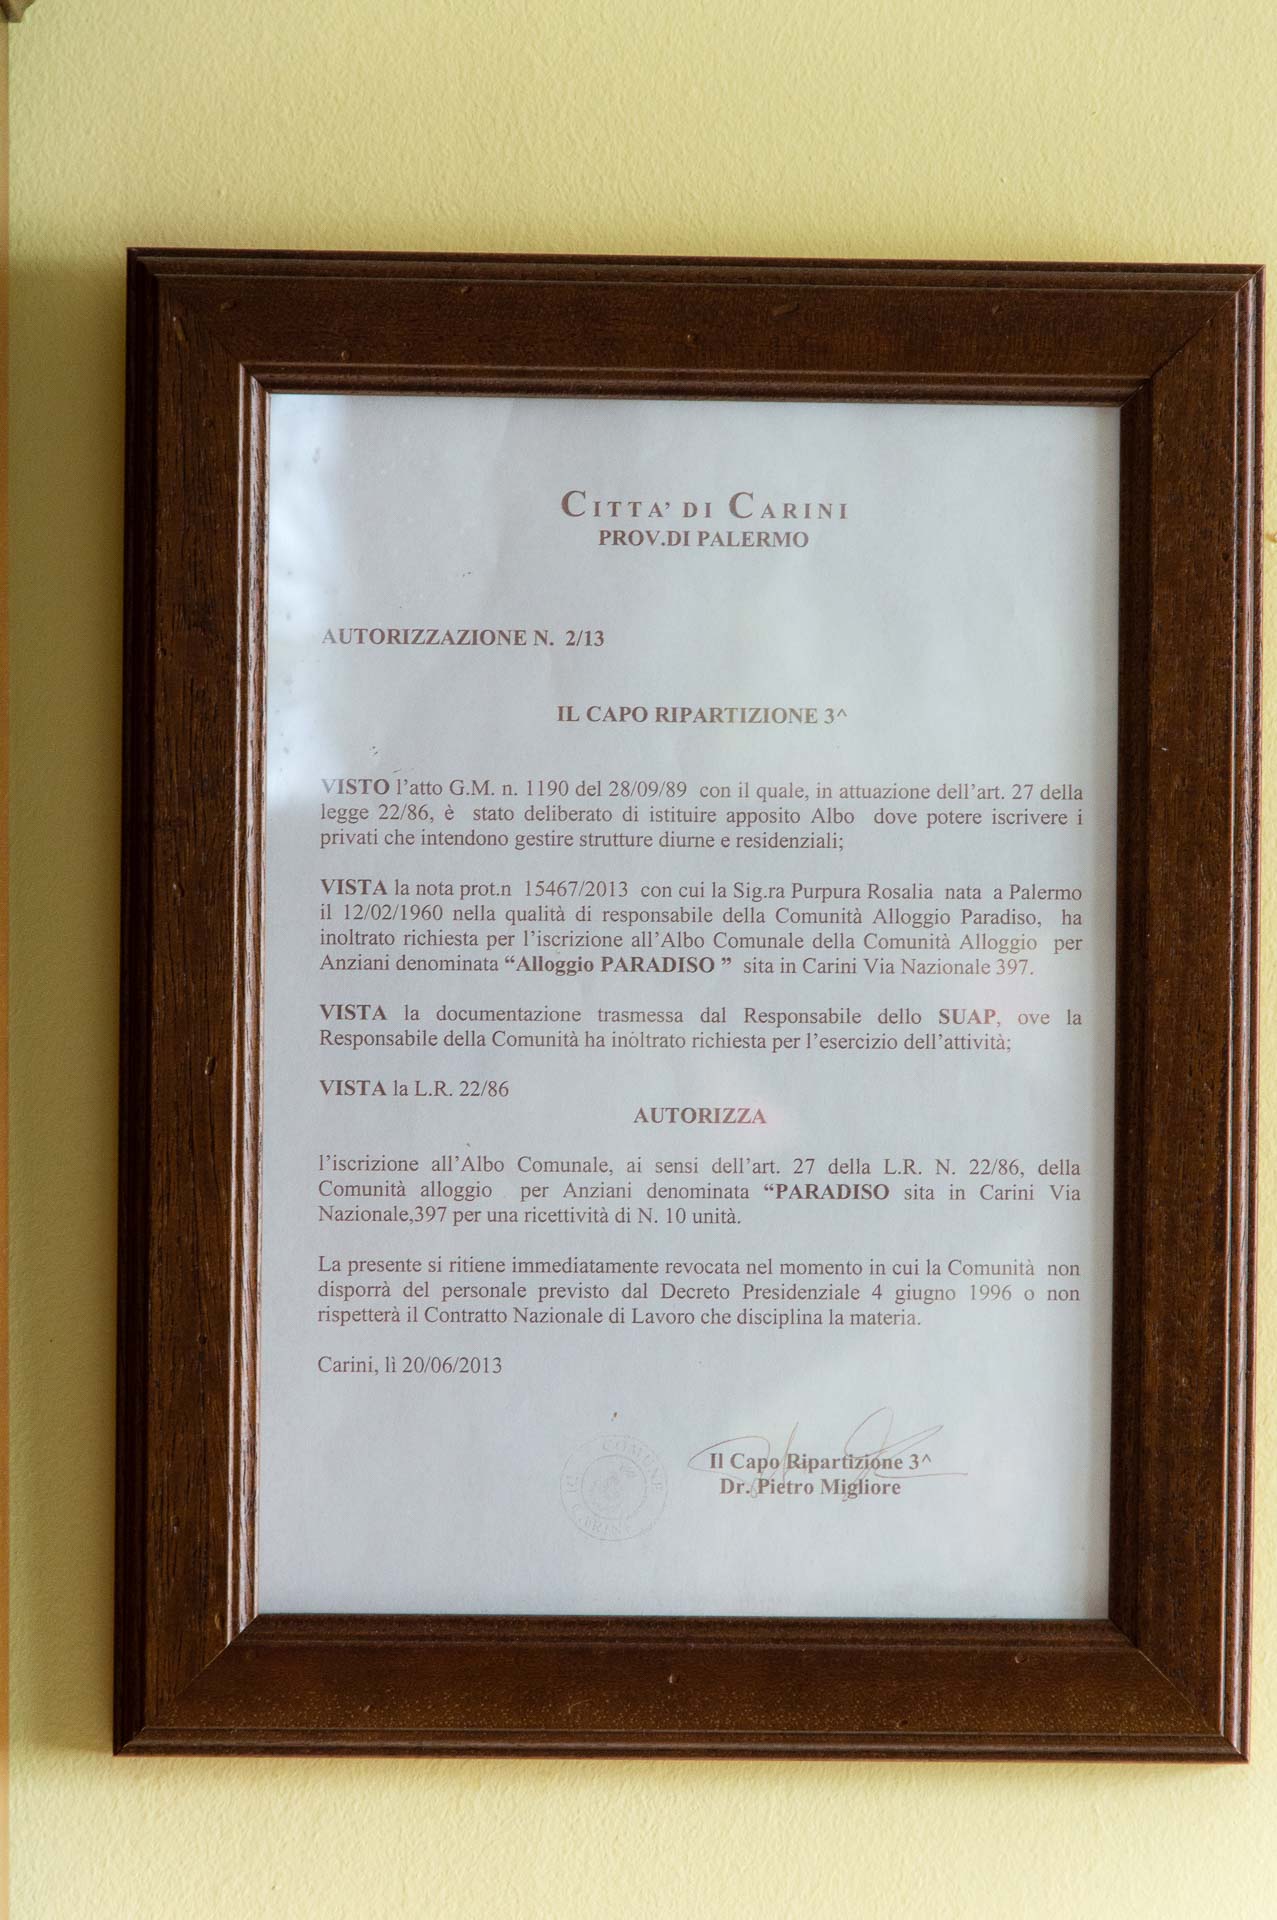 CITTA' DI CARINI
PROV.DI PALERMO
AUTORIZZAZIONE N. 2/13
IL CAPO RIPARTIZIONE 3^
VISTO l'atto G.M. n. 1190 del 28/09/89 con il quale, in attuazione dell'art. 27 della
legge 22/86, è stato deliberato di istituire apposito Albo dove potere iscrivere i
privati che intendono gestire strutture diurne e residenziali;
VISTA la nota prot.n 15467/2013 con cui la Sig.ra Purpura Rosalia nata a Palermo
il 12/02/1960 nella qualità di responsabile della Comunità Alloggio Paradiso, ha
inoltrato richiesta per l'iscrizione all'Albo Comunale della Comunità Alloggio per
Anziani denominata “Alloggio PARADISO ” sita in Carini Via Nazionale 397.
VISTA la documentazione trasmessa dal Responsabile dello SUAP, ove la
Responsabile della Comunità ha inoltrato richiesta per l'esercizio dell'attività;
VISTA la L.R. 22/86
AUTORIZZA
l'iscrizione all'Albo Comunale, ai sensi dell'art. 27 della L.R. N. 22/86, della
Comunità alloggio per Anziani denominata “PARADISO sita in Carini Via
Nazionale,397 per una ricettività di N. 10 unità.
La presente si ritiene immediatamente revocata nel momento in cui la Comunità non
disporrà del personale previsto dal Decreto Presidenziale 4 giugno 1996 o non
rispetterà il Contratto Nazionale di Lavoro che disciplina la materia.
Carini, lì 20/06/2013
Il Capo Ripartizione 3^
Dr. Pietro Migliore
COMUNE DI CARINI